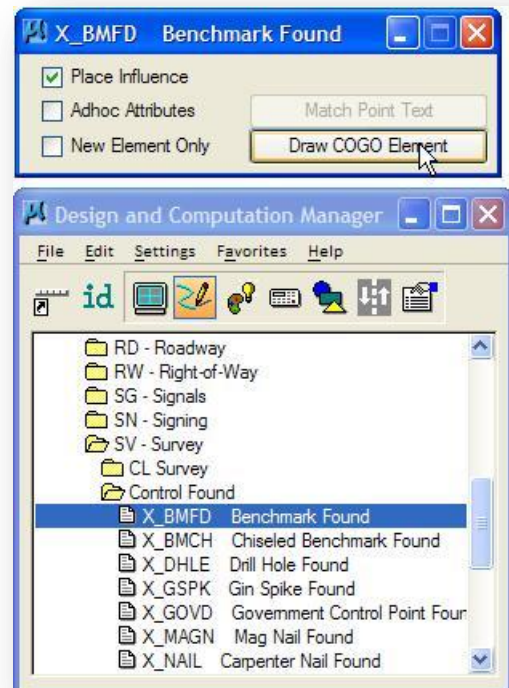 X_BMFD Benchmark Found
Place Influence
Adhoc Attributes Match Point Text
New Element Only Draw COGO Element
Design and Computation Manager
File Edit Settings Favorites Help
id
RD - Roadway
RW - Right-of-Way
SG - Signals
SN - Signing
SV - Survey
CL Survey
Control Found
X_BMFD Benchmark Found
X_BMCH Chiseled Benchmark Found
X_DHLE Drill Hole Found
X_GSPK Gin Spike Found
X_GOVD Government Control Point Foun
X_MAGN Mag Nail Found
X_NAIL Carpenter Nail Found